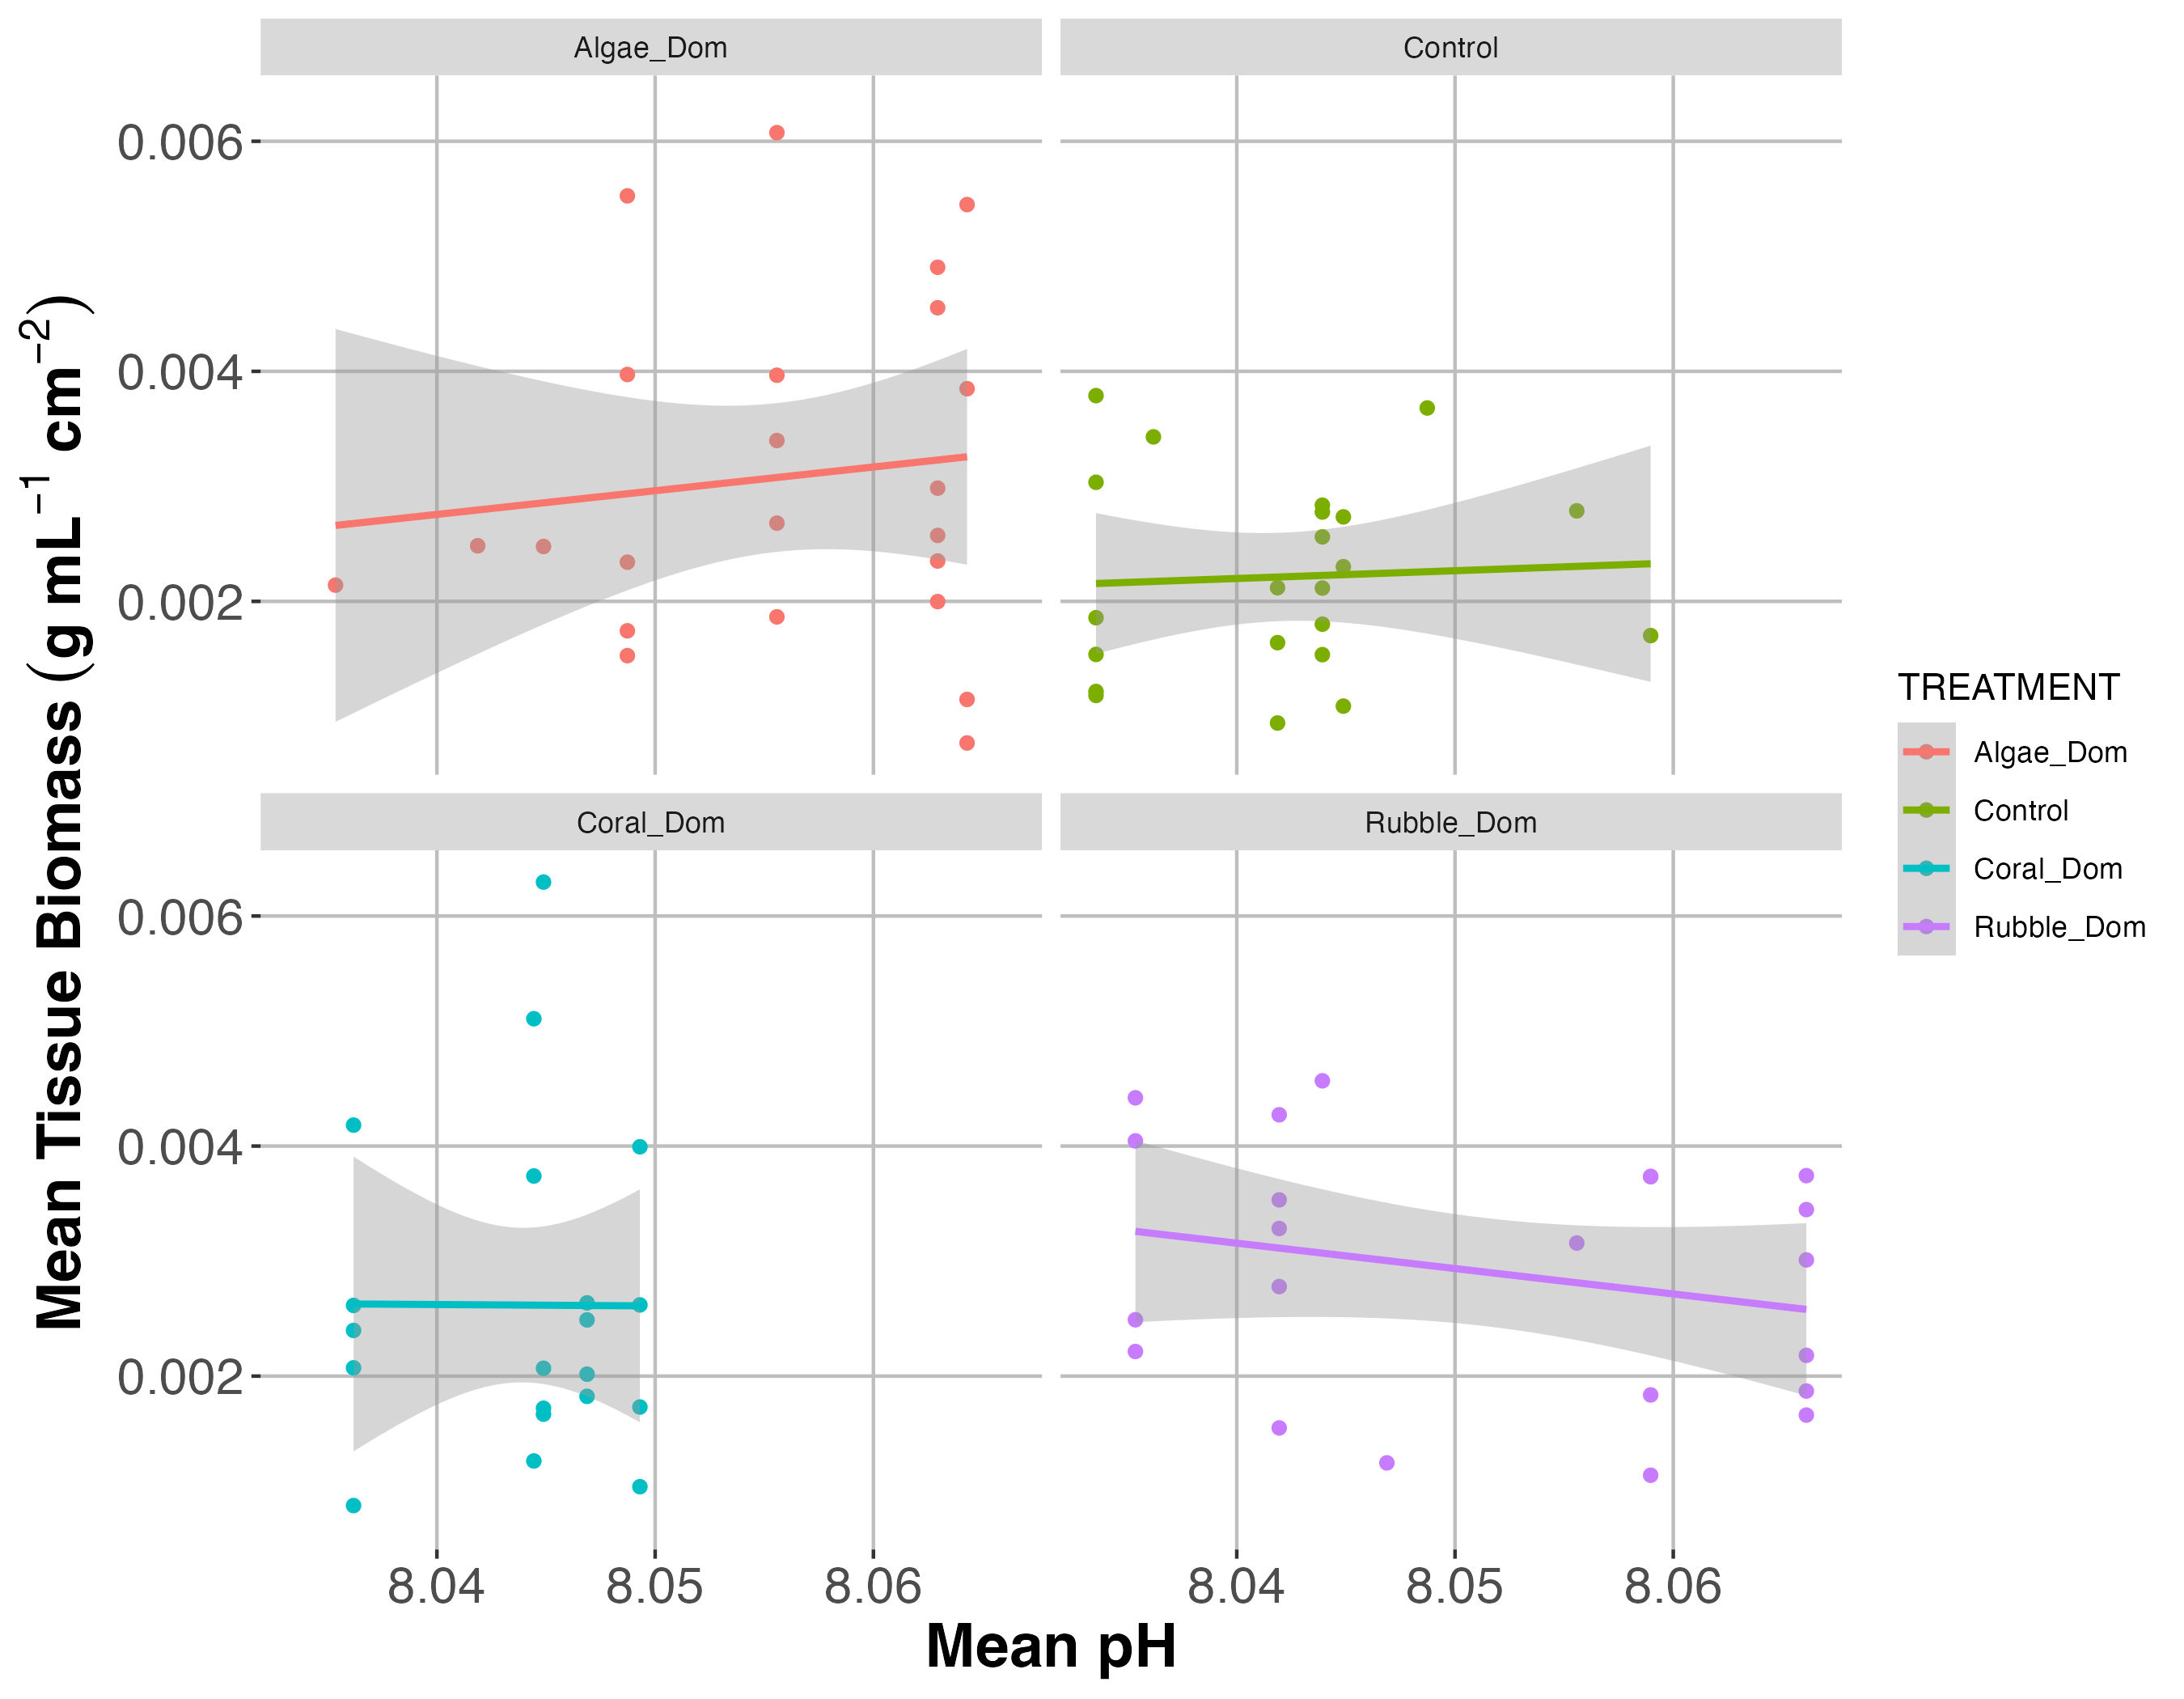 Algae_Dom
Control
0.006
0.004
0.002
Coral_Dom
Rubble_Dom
0.006
0.004
0.002
8.04
8.05
8.06
8.04
8.05
8.06
Mean pH
Mean Tissue Biomass (g mL⁻¹ cm⁻²)
TREATMENT
Algae_Dom
Control
Coral_Dom
Rubble_Dom